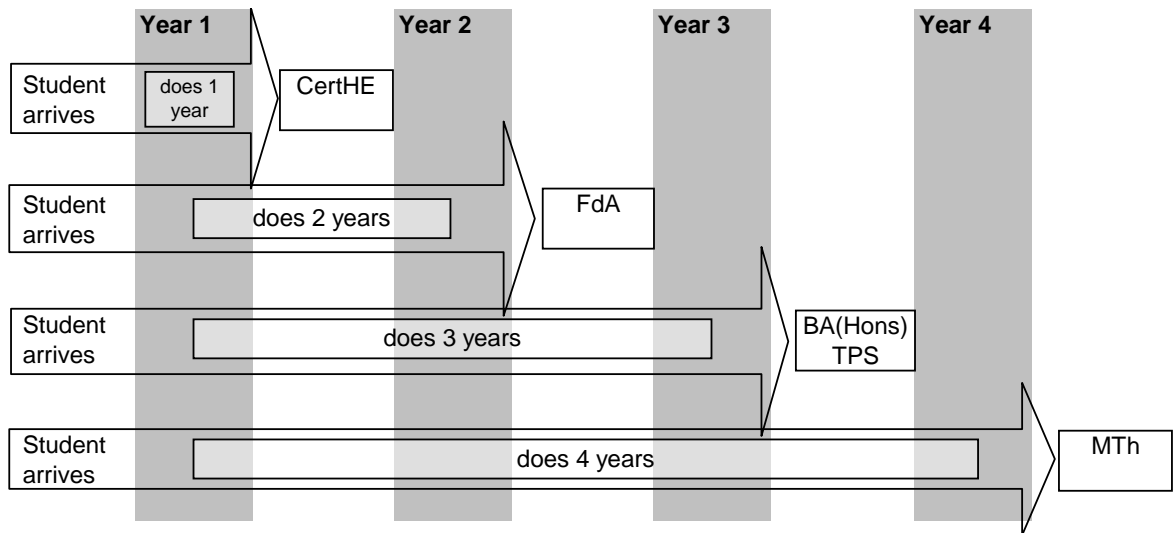 Year 1
Year 2
Year 3
Year 4
Student
arrives
does 1
year
CertHE
Student
arrives
does 2 years
FdA
Student
arrives
does 3 years
BA(Hons)
TPS
Student
arrives
does 4 years
MTh